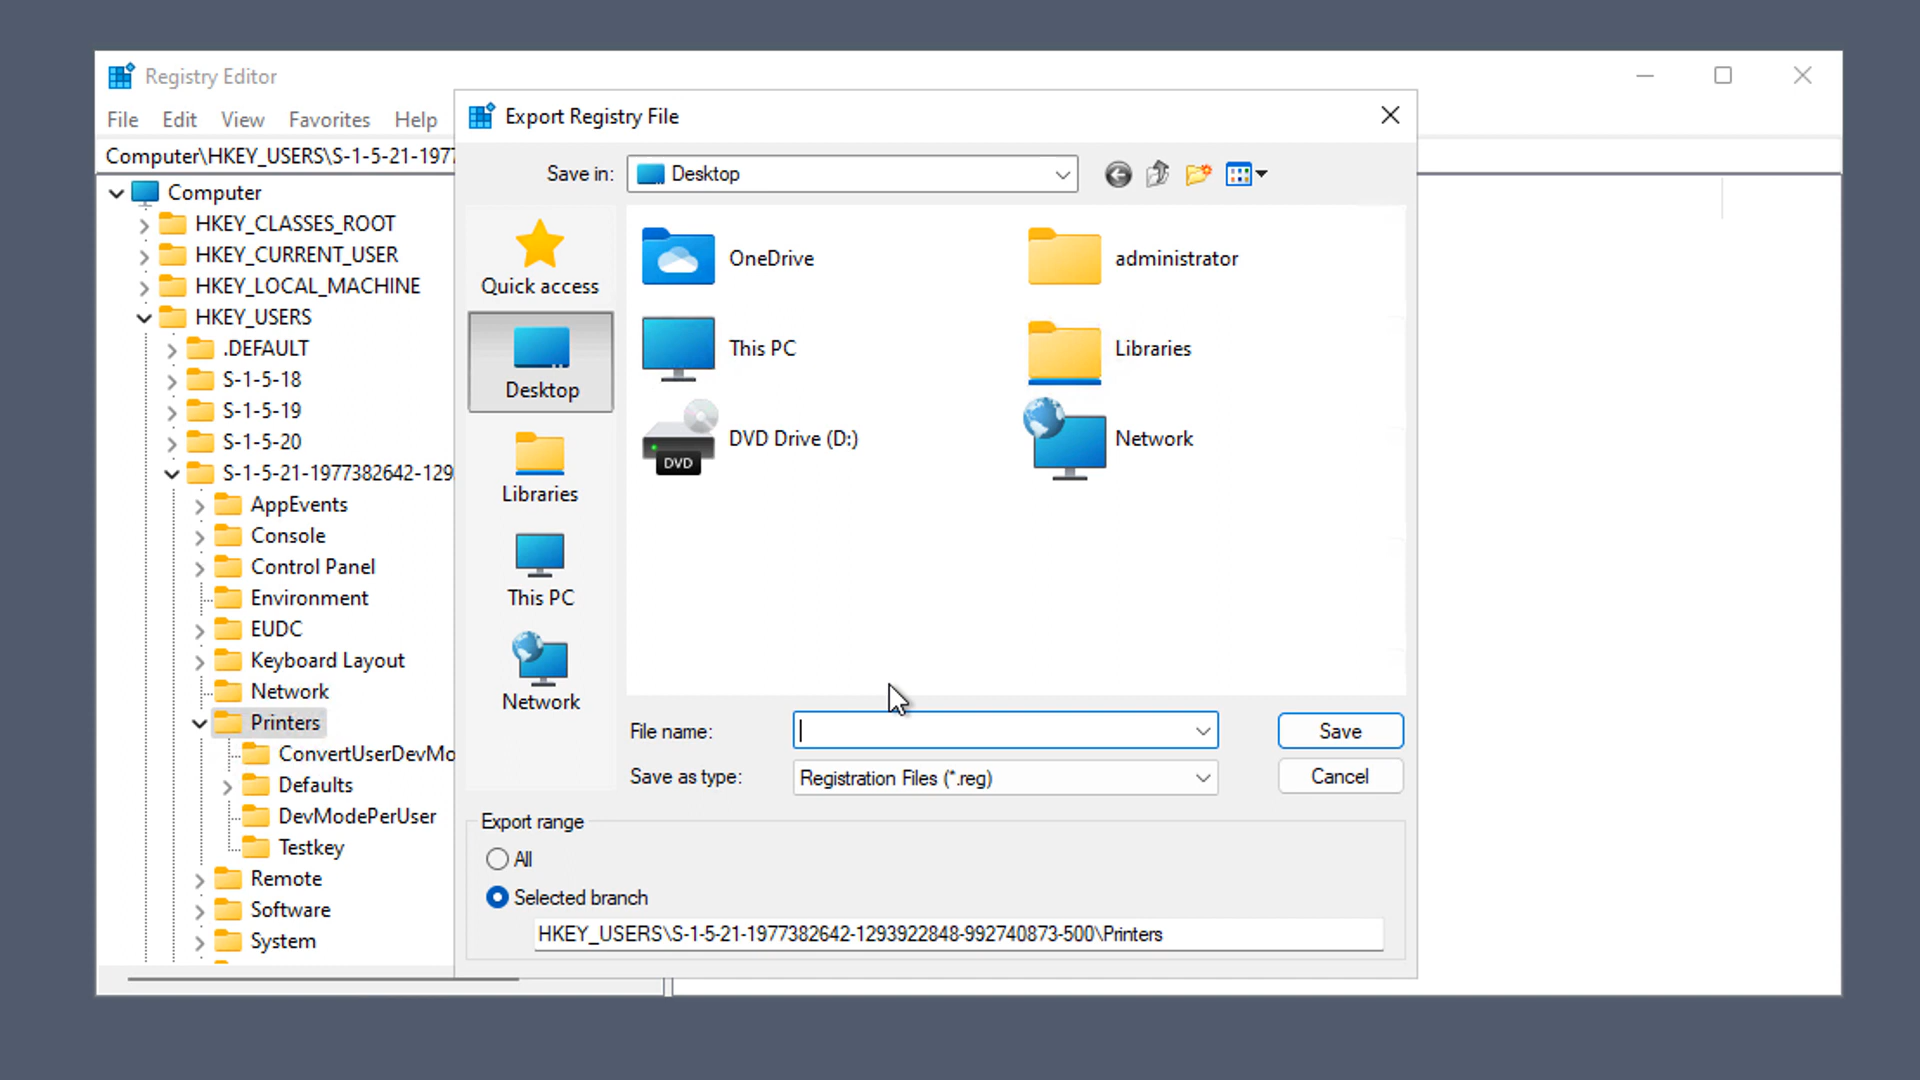 Registry Editor
File Edit View Favorites Help
Computer\HKEY_USERS\S-1-5-21-197
Computer
HKEY_CLASSES_ROOT
HKEY_CURRENT_USER
HKEY_LOCAL_MACHINE
HKEY_USERS
.DEFAULT
S-1-5-18
S-1-5-19
S-1-5-20
S-1-5-21-1977382642-129
AppEvents
Console
Control Panel
Environment
EUDC
Keyboard Layout
Network
Printers
ConvertUserDevMo
Defaults
DevModePerUser
Testkey
Remote
Software
System
Export Registry File
Save in: Desktop
Quick access
Desktop
Libraries
This PC
Network
OneDrive
administrator
This PC
Libraries
DVD
DVD Drive (D:)
Network
File name:
Save
Save as type: Registration Files (*.reg)
Cancel
Export range
All
Selected branch
HKEY_USERS\S-1-5-21-1977382642-1293922848-992740873-500\Printers